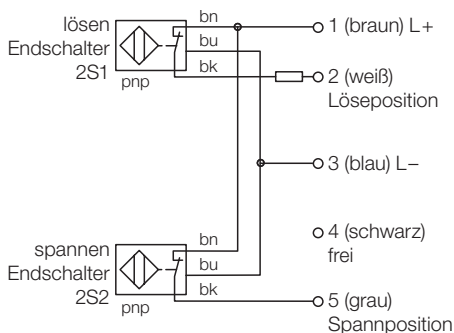 lösen
Endschalter
2S1
pnp
bn
bu
bk
1 (braun) L+
2 (weiß)
Löseposition
3 (blau) L–
4 (schwarz)
frei
spannen
Endschalter
2S2
pnp
bn
bu
bk
5 (grau)
Spannposition